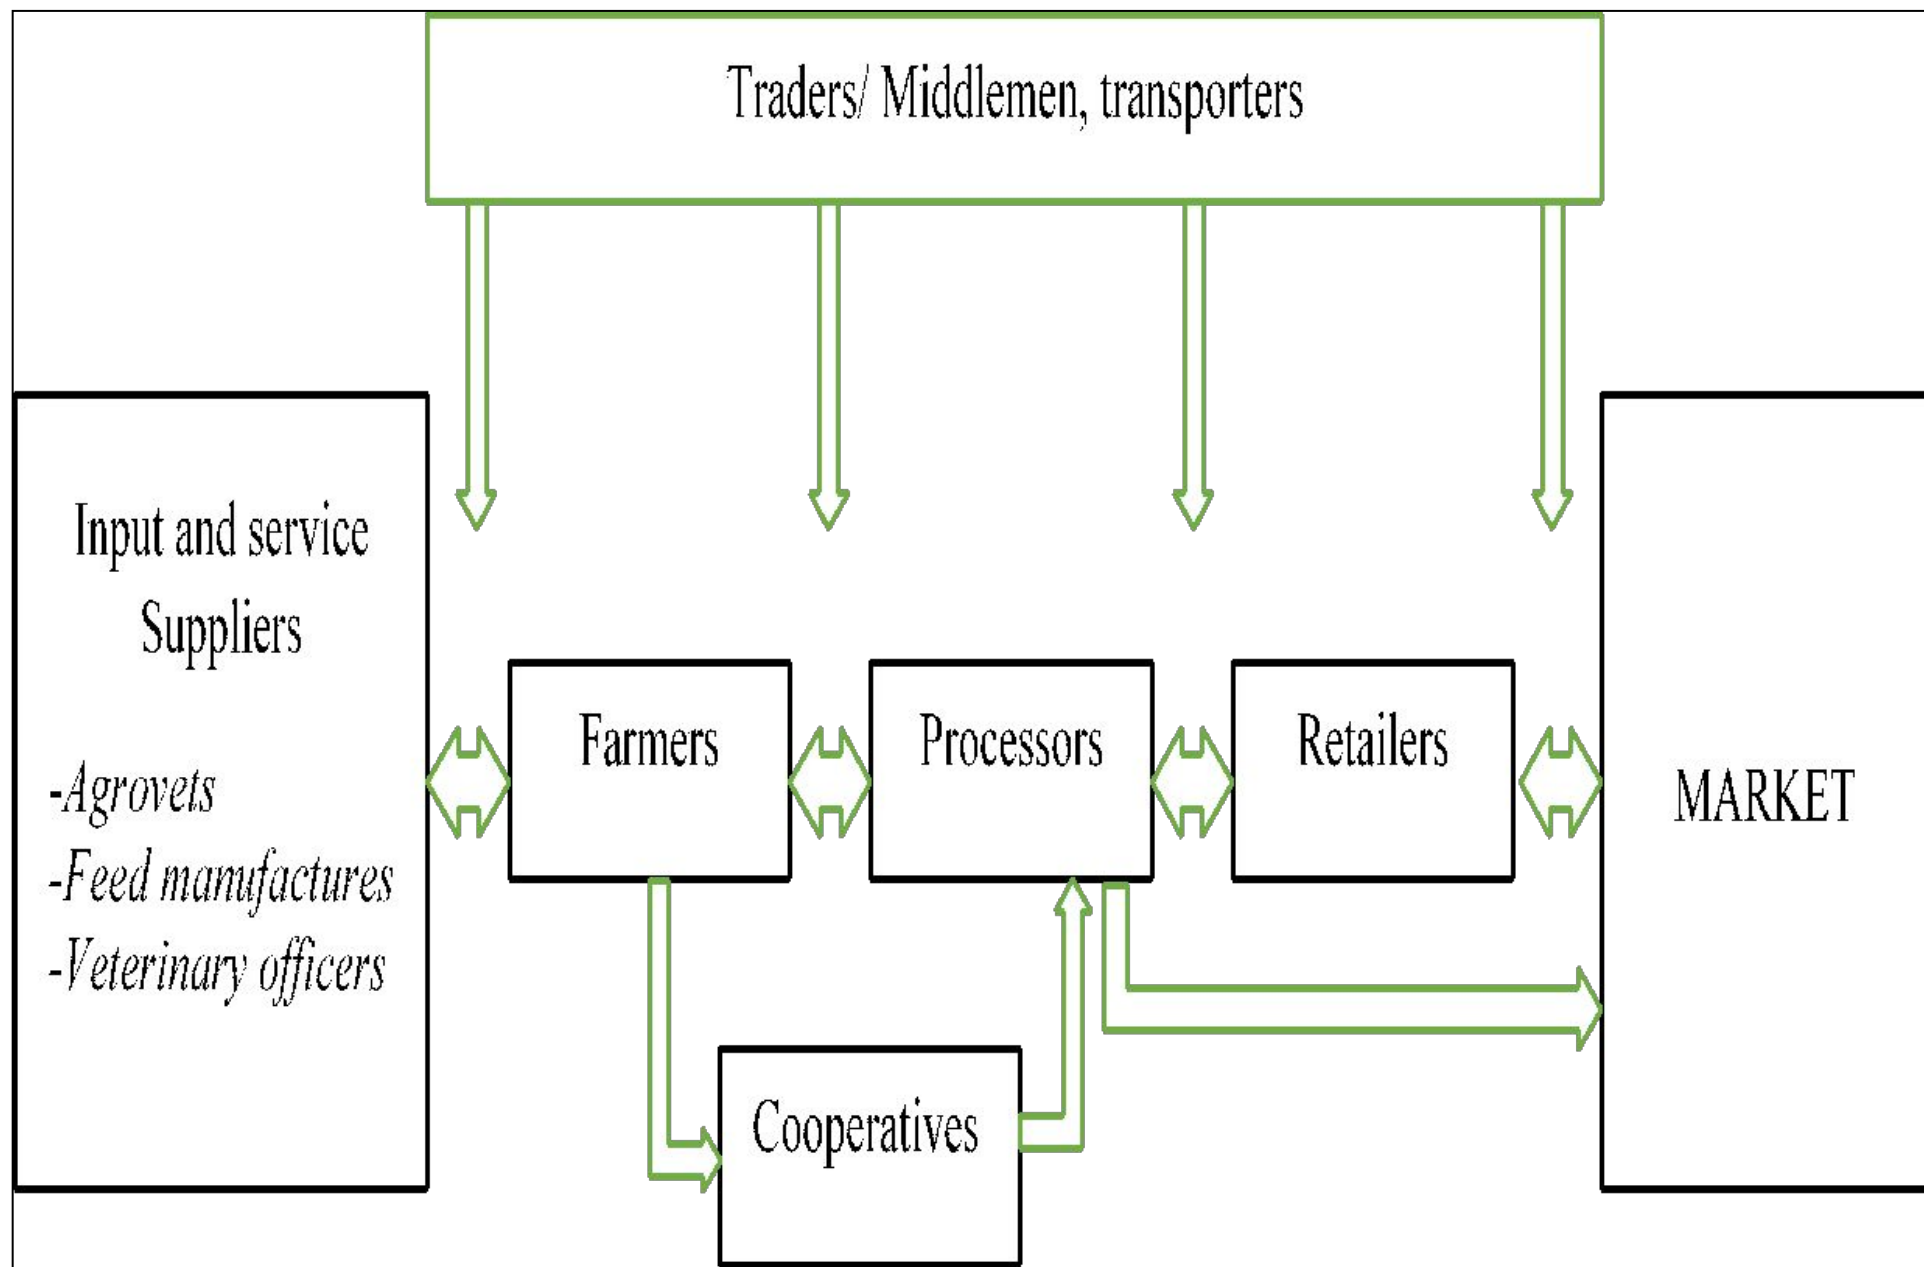 Traders/ Middlemen, transporters
Input and service
Suppliers
-Agrovets
-Feed manufactures
-Veterinary officers
Farmers
Processors
Retailers
MARKET
Cooperatives